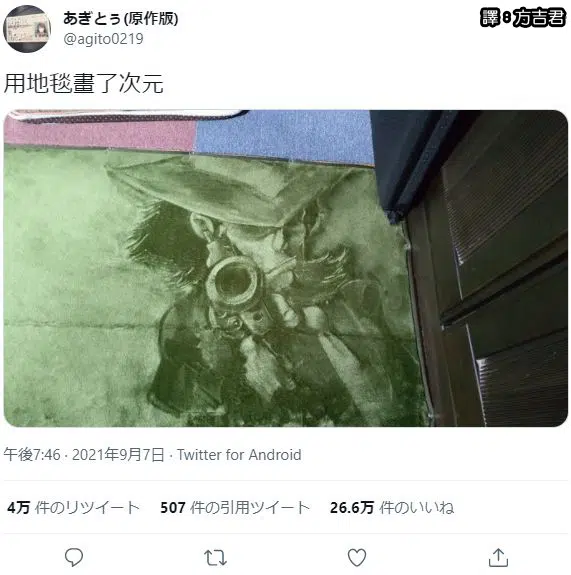 あぎとぅ(原作版)
譯8方吉君
@agito0219
用地毯畫了次元
午後7:46 · 2021年9月7日 · Twitter for Android
4万 件のリツイート 507 件の引用ツイート 26.6万 件のいいね